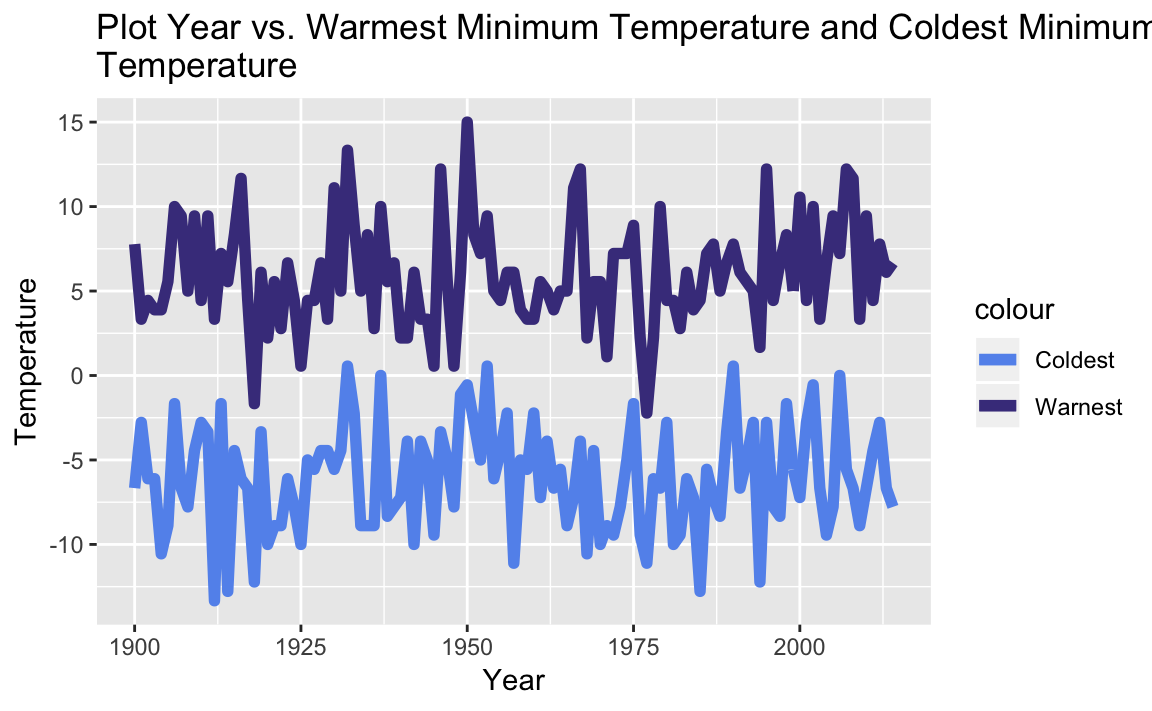 Plot Year vs. Warmest Minimum Temperature and Coldest Minimum
Temperature
15
10
5
0
-5
-10
Temperature
1900 1925 1950 1975 2000
Year
colour
Coldest
Warnest